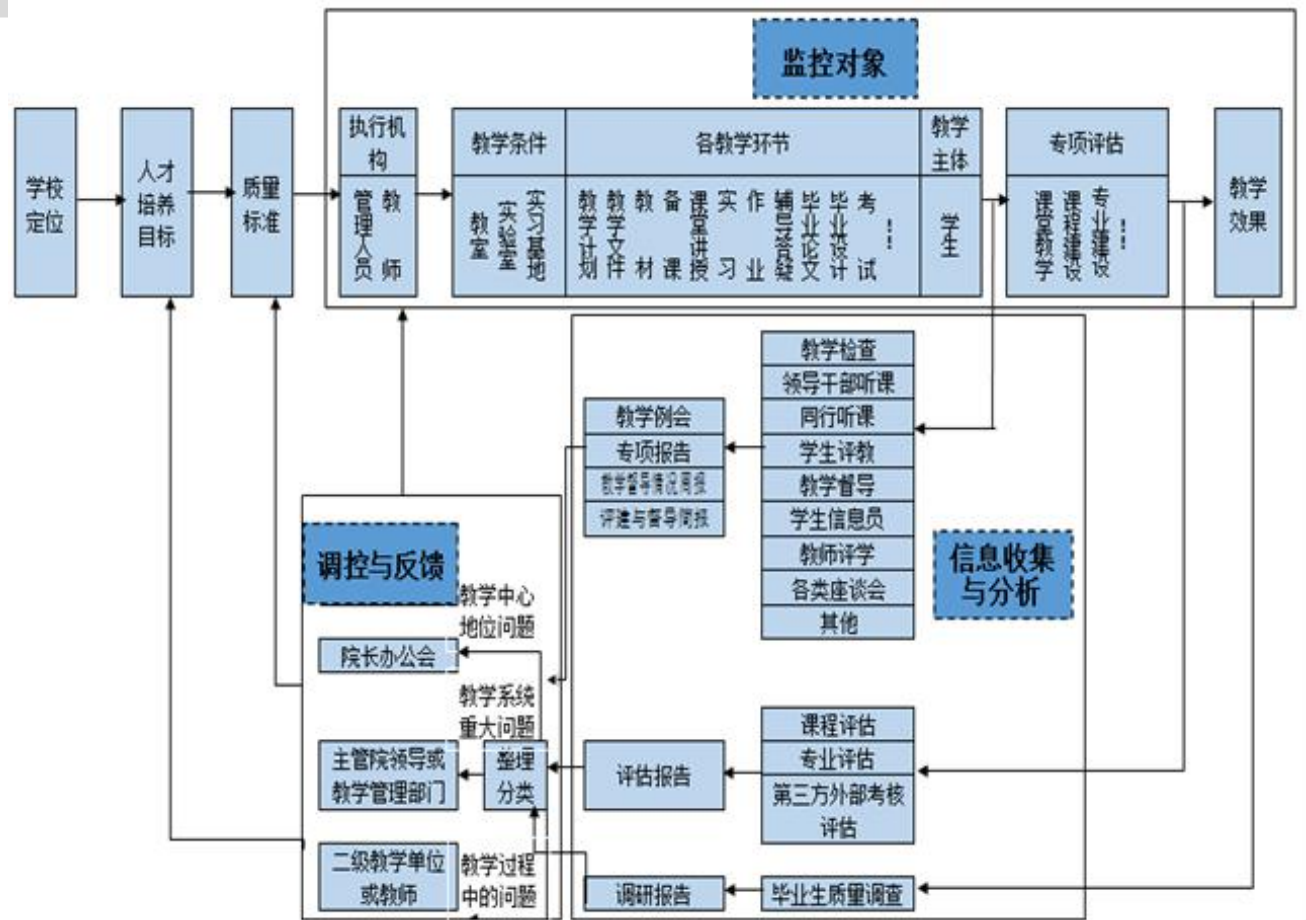 监控对象
学校
定位
人才
培养
目标
质量
标准
执行机
构
管理人员
教师
教学条件
教室
实验室
实习基地
各教学环节
教学计划
教学文件
教材
备课
课堂讲授
实习
作业
辅导答疑
毕业论文
毕业设计
考试
……
教学
主体
学生
专项评估
课堂教学
课程建设
专业建设
……
教学
效果
教学检查
领导干部听课
同行听课
学生评教
教学督导
学生信息员
教师评学
各类座谈会
其他
教学例会
专项报告
教学督导情况周报
评建与督导简报
信息收集
与分析
调控与反馈
教学中心
地位问题
院长办公会
教学系统
重大问题
主管院领导或
教学管理部门
整理
分类
二级教学单位
或教师
教学过程
中的问题
评估报告
课程评估
专业评估
第三方外部考核
评估
调研报告
毕业生质量调查